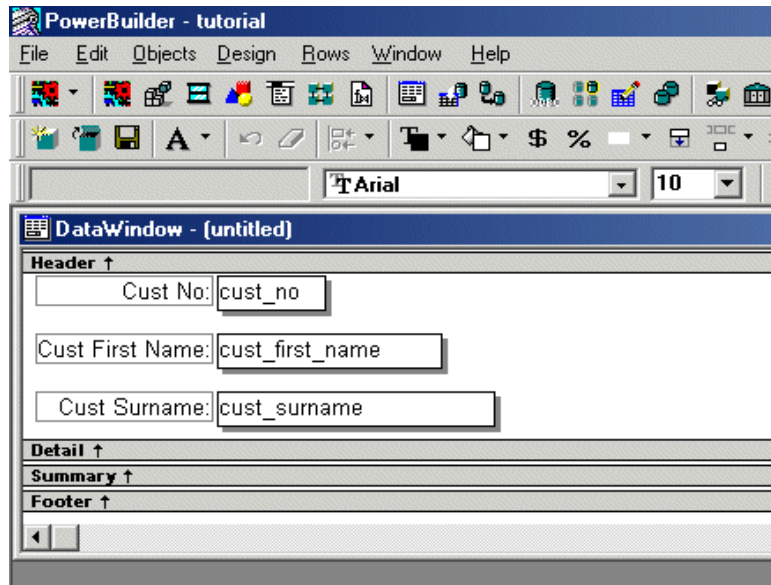 PowerBuilder - tutorial
File Edit Objects Design Rows Window Help
A $ %
Arial 10
DataWindow - (untitled)
Header ↑
Cust No: cust_no
Cust First Name: cust_first_name
Cust Surname: cust_surname
Detail ↑
Summary ↑
Footer ↑